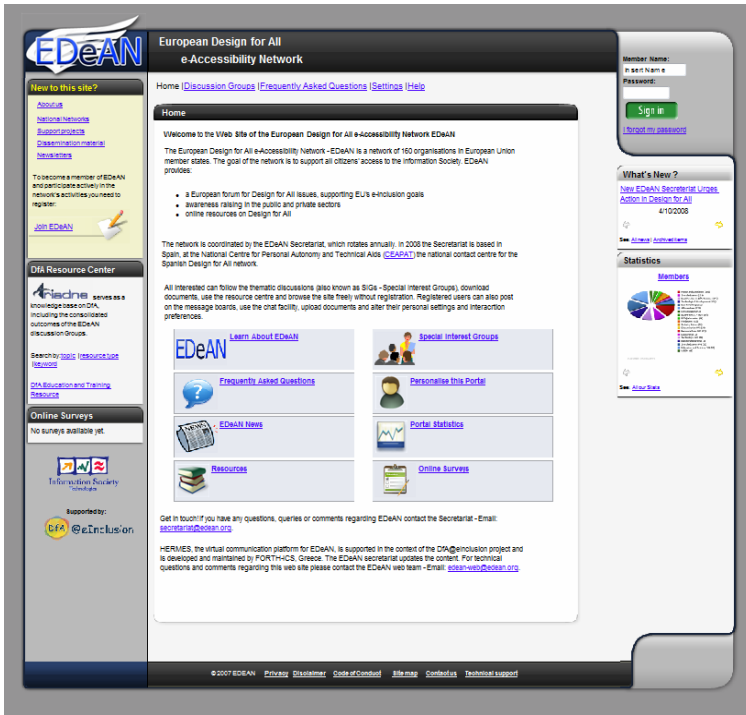 EDeAN
European Design for All
e-Accessibility Network
New to this site?
About us
National Networks
Support projects
Dissemination material
Newsletters
To become a member of EDeAN
and participate actively in the
network's activities you need to
register:
Join EDeAN
DfA Resource Center
Ariadne serves as a
knowledge base on DfA,
including the consolidated
outcomes of the EDeAN
discussion Groups.
Search by topic |resource type
|keyword
DfA Education and Training
Resource
Online Surveys
No surveys available yet.
Information Society
Technologies
Supported by:
DfA @eInclusion
Home |Discussion Groups |Frequently Asked Questions |Settings |Help
Home
Welcome to the Web Site of the European Design for All e-Accessibility Network EDeAN
The European Design for All e-Accessibility Network - EDeAN is a network of 160 organisations in European Union
member states. The goal of the network is to support all citizens' access to the Information Society. EDeAN
provides:
a European forum for Design for All issues, supporting EU's e-inclusion goals
awareness raising in the public and private sectors
online resources on Design for All
The network is coordinated by the EDeAN Secretariat, which rotates annually. In 2008 the Secretariat is based in
Spain, at the National Centre for Personal Autonomy and Technical Aids (CEAPAT) the national contact centre for the
Spanish Design for All network.
All interested can follow the thematic discussions (also known as SIGs - Special Interest Groups), download
documents, use the resource centre and browse the site freely without registration. Registered users can also post
on the message boards, use the chat facility, upload documents and alter their personal settings and interaction
preferences.
EDeAN Learn About EDeAN
Special Interest Groups
Frequently Asked Questions
Personalise this Portal
NEWS EDeAN News
Portal Statistics
Resources
Online Surveys
Get in touch! If you have any questions, queries or comments regarding EDeAN contact the Secretariat - Email:
secretariat@edean.org.
HERMES, the virtual communication platform for EDeAN, is supported in the context of the DfA@einclusion project and
is developed and maintained by FORTH-ICS, Greece. The EDeAN secretariat updates the content. For technical
questions and comments regarding this web site please contact the EDeAN web team - Email: edean-web@edean.org.
Member Name:
Insert Name
Password:
Sign in
I forgot my password
What's New ?
New EDeAN Secreteriat Urges
Action in Design for All
4/10/2008
See: All news | Archived items
Statistics
Members
See: All our Stats
© 2007 EDEAN Privacy Disclaimer Code of Conduct Site map Contact us Technical support